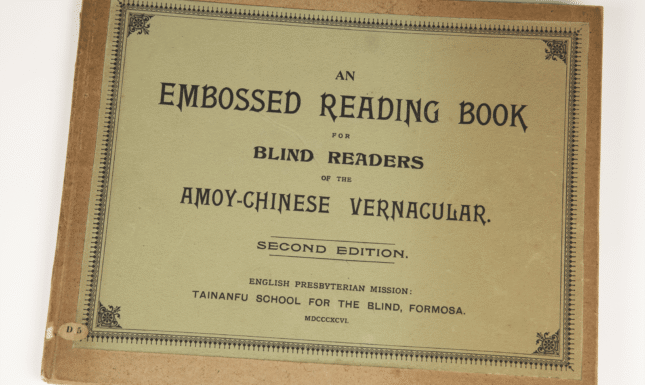 AN
EMBOSSED READING BOOK
FOR
BLIND READERS
OF THE
AMOY-CHINESE VERNACULAR.
SECOND EDITION.
ENGLISH PRESBYTERIAN MISSION:
TAINANFU SCHOOL FOR THE BLIND, FORMOSA.
MDCCCXCVI.
D 5